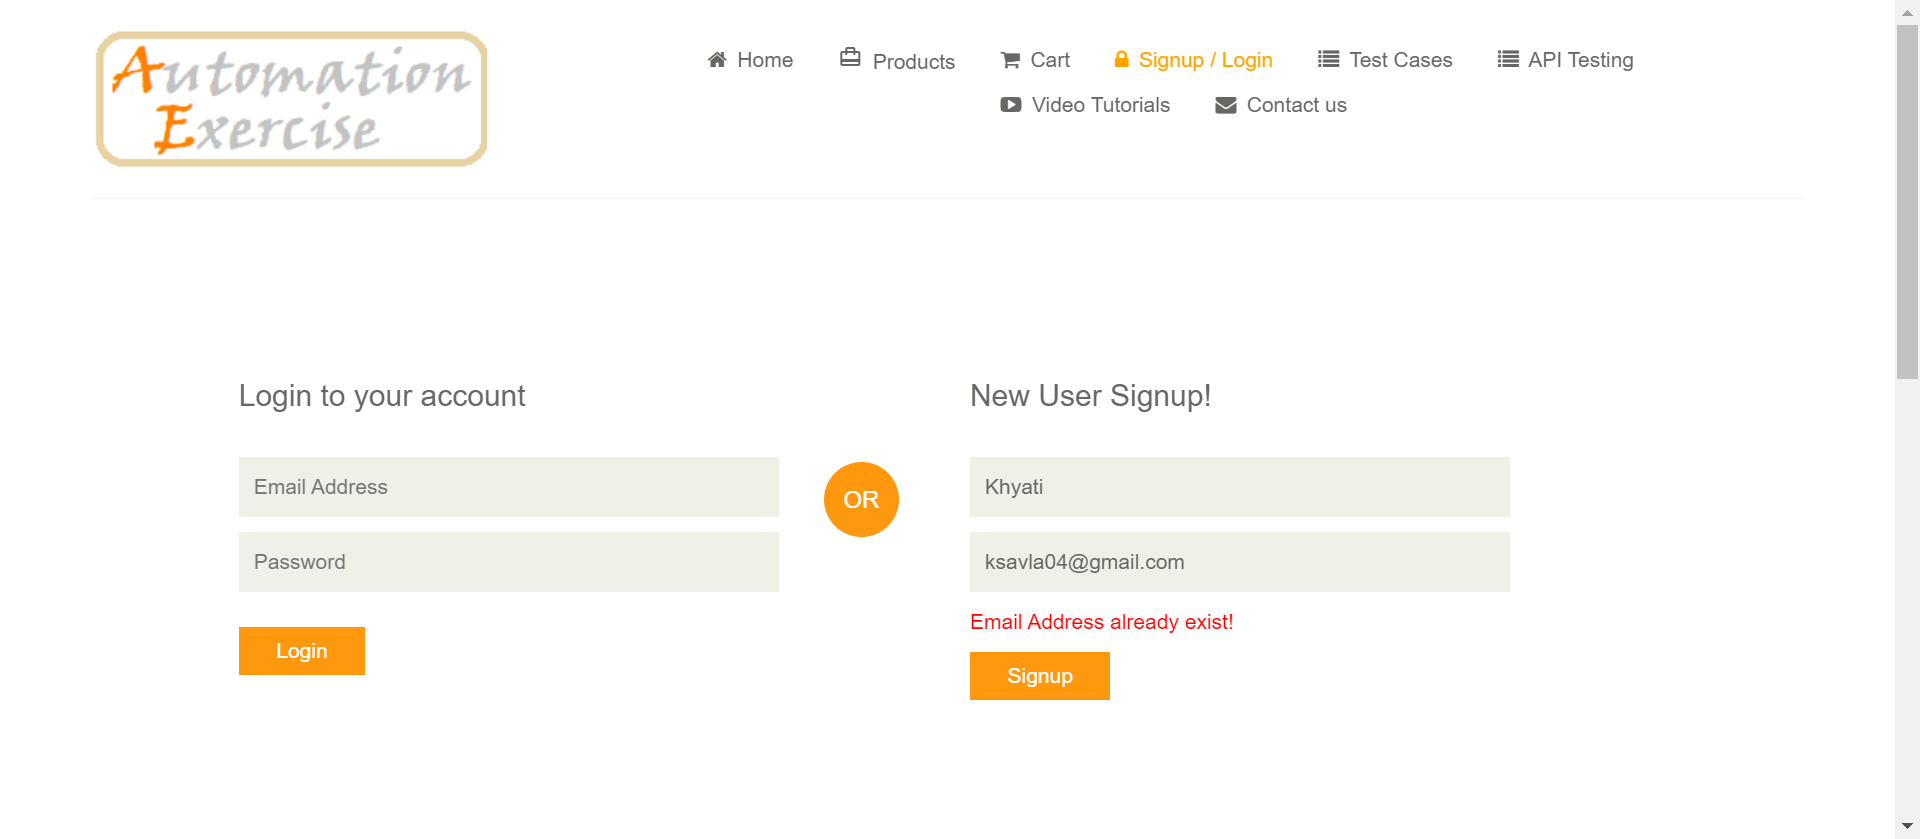 Automation
Exercise
Home
Products
Cart
Signup / Login
Test Cases
API Testing
Video Tutorials
Contact us
Login to your account
Email Address
Password
Login
OR
New User Signup!
Khyati
ksavla04@gmail.com
Email Address already exist!
Signup